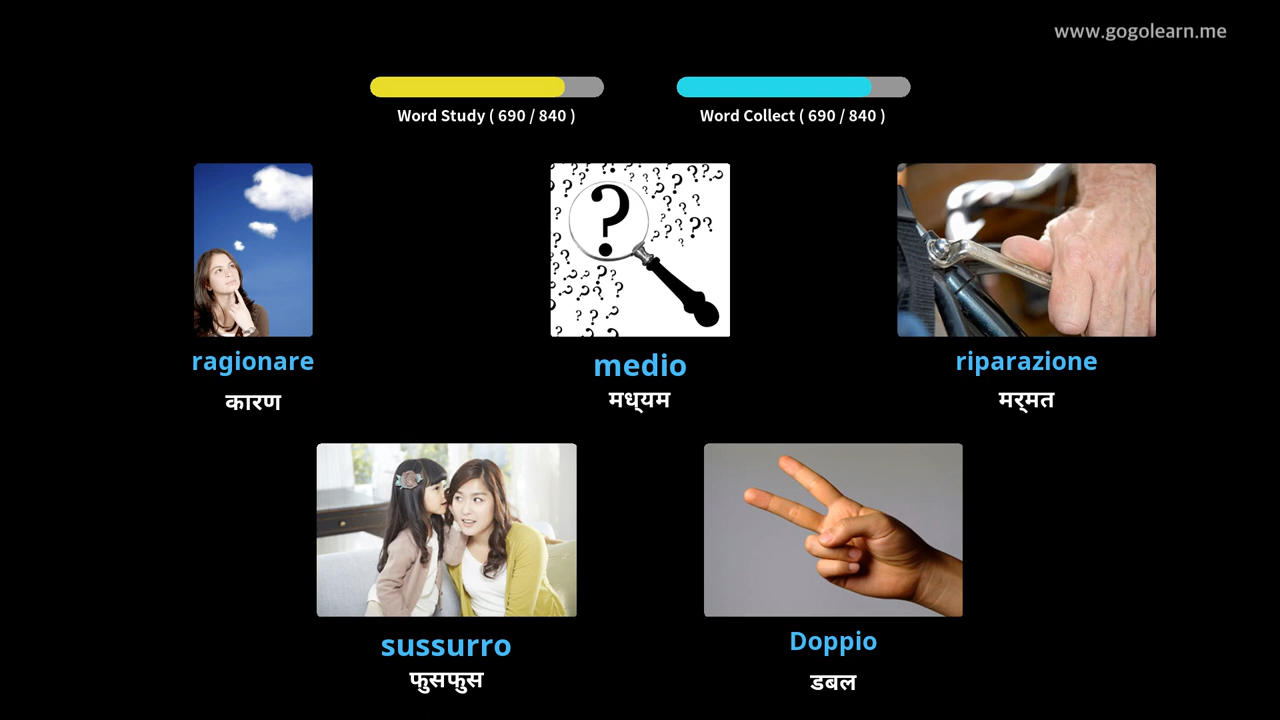 www.gogolearn.me
Word Study ( 690 / 840 )
Word Collect ( 690 / 840 )
ragionare
medio
riparazione
कारण
मध्यम
मरम्मत
sussurro
Doppio
फुसफुस
डबल